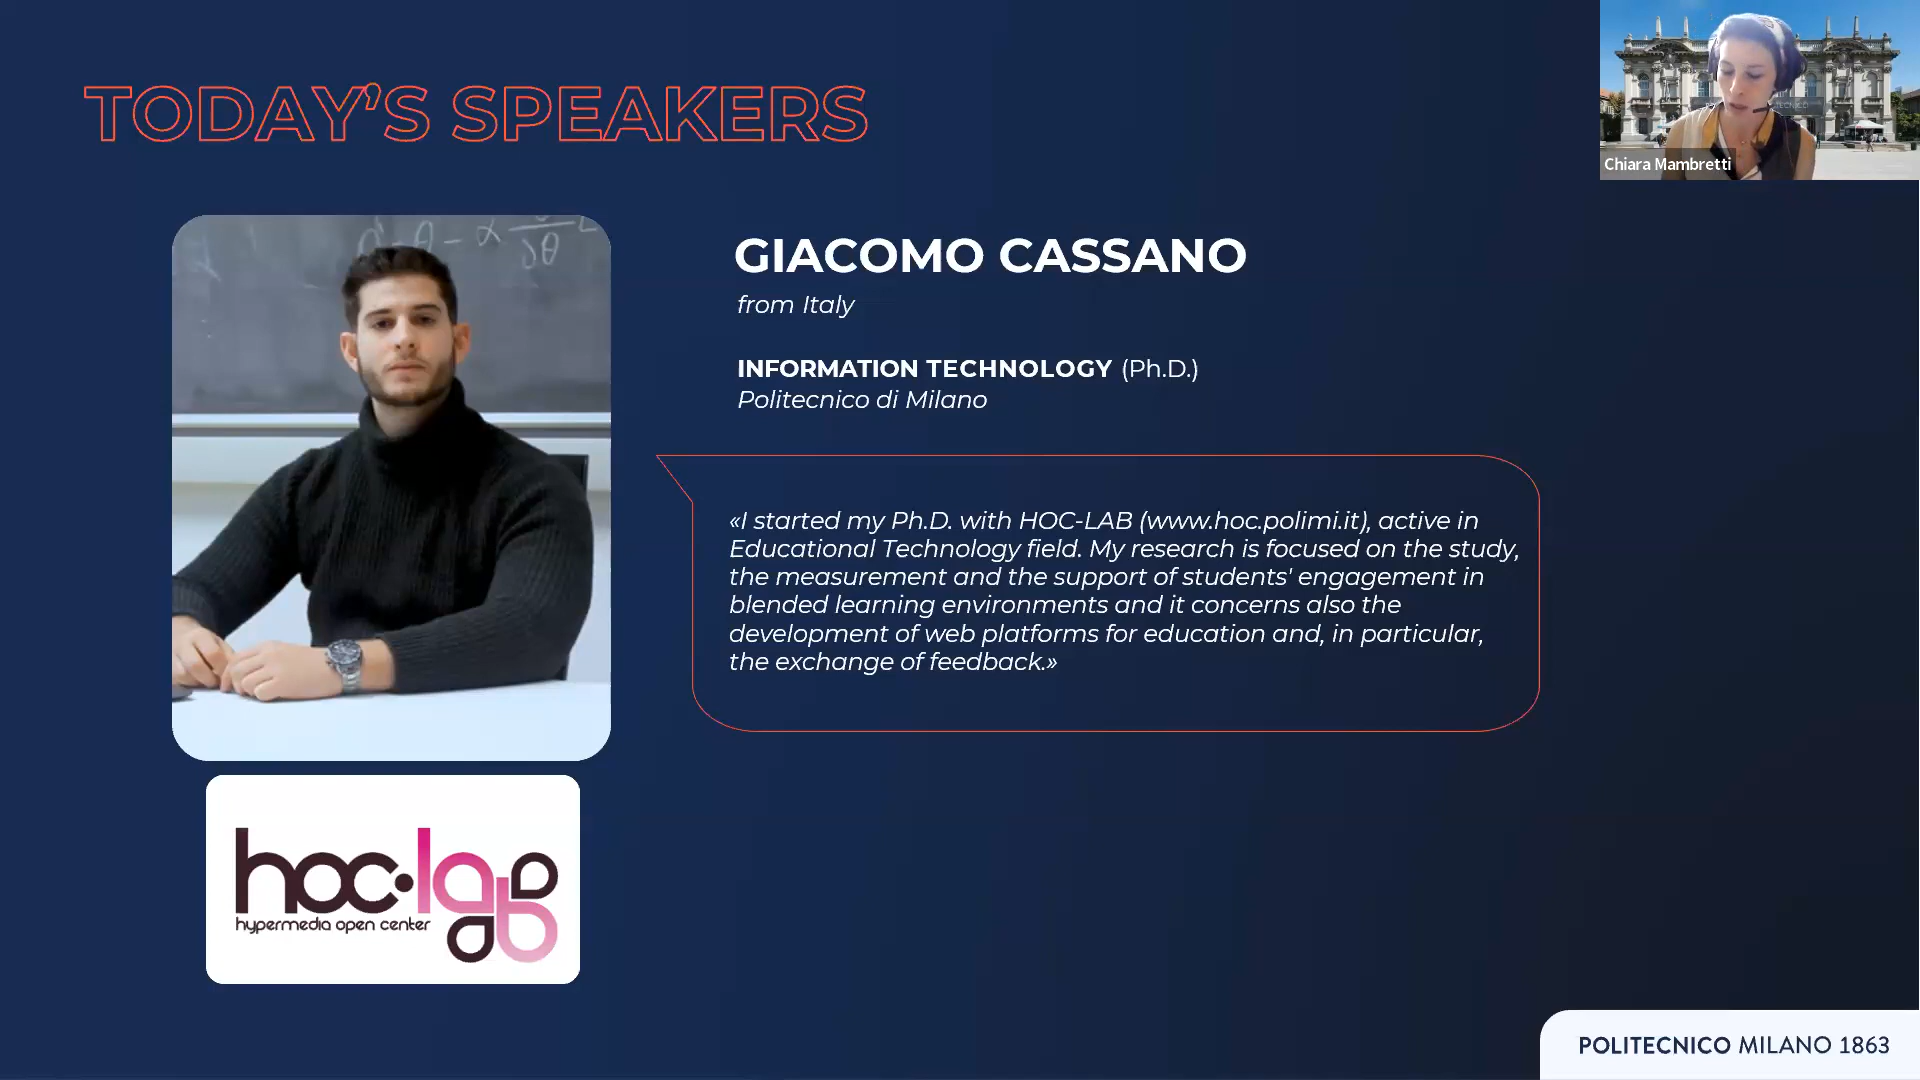 TODAY'S SPEAKERS
Chiara Mambretti
GIACOMO CASSANO
from Italy
INFORMATION TECHNOLOGY (Ph.D.)
Politecnico di Milano
«I started my Ph.D. with HOC-LAB (www.hoc.polimi.it), active in
Educational Technology field. My research is focused on the study,
the measurement and the support of students' engagement in
blended learning environments and it concerns also the
development of web platforms for education and, in particular,
the exchange of feedback.»
hoc·lab
hypermedia open center
POLITECNICO MILANO 1863